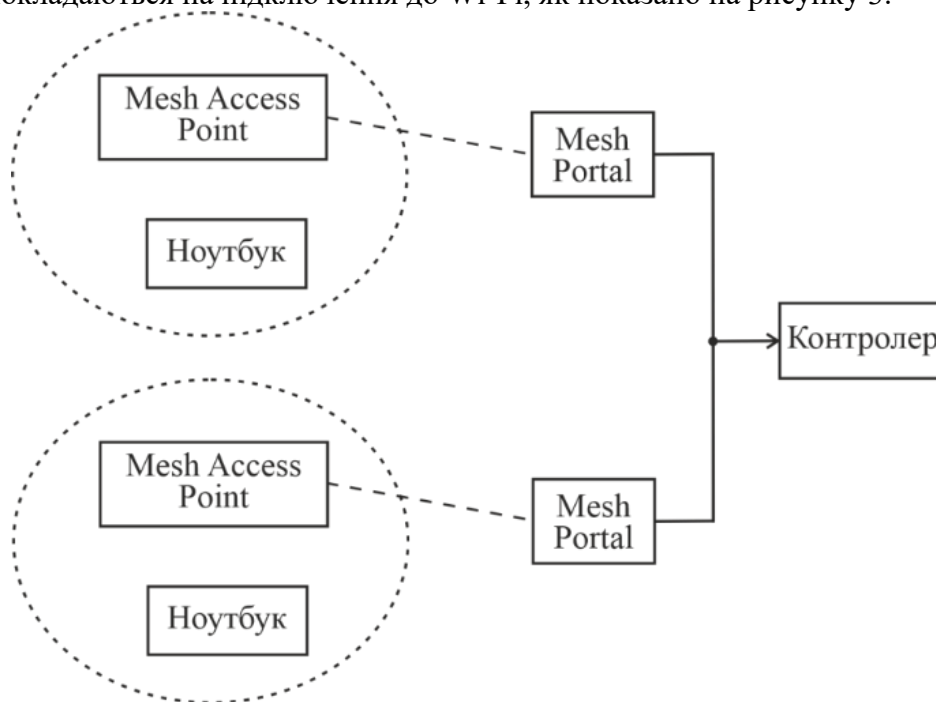 покладаються на підключення до Wi-Fi, як показано на рисунку 3.
Mesh Access
Point
Mesh
Portal
Ноутбук
Контролер
Mesh Access
Point
Mesh
Portal
Ноутбук